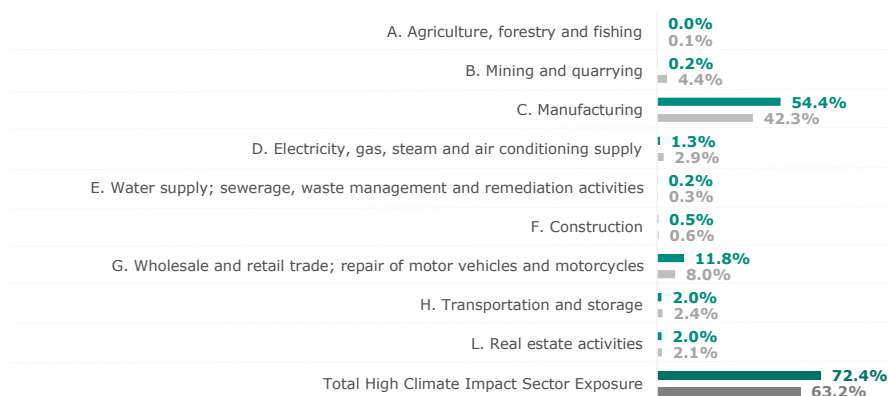 A. Agriculture, forestry and fishing
0.0%
0.1%
B. Mining and quarrying
0.2%
4.4%
C. Manufacturing
54.4%
42.3%
D. Electricity, gas, steam and air conditioning supply
1.3%
2.9%
E. Water supply; sewerage, waste management and remediation activities
0.2%
0.3%
F. Construction
0.5%
0.6%
G. Wholesale and retail trade; repair of motor vehicles and motorcycles
11.8%
8.0%
H. Transportation and storage
2.0%
2.4%
L. Real estate activities
2.0%
2.1%
Total High Climate Impact Sector Exposure
72.4%
63.2%